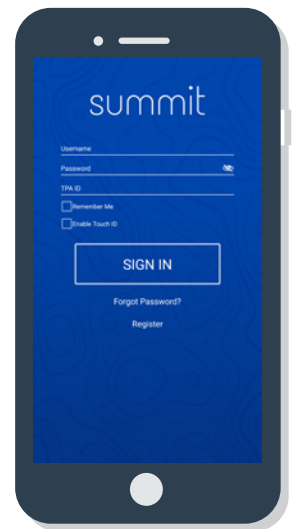 summit
Username
Password
TPA ID
Remember Me
Enable Touch ID
SIGN IN
Forgot Password?
Register